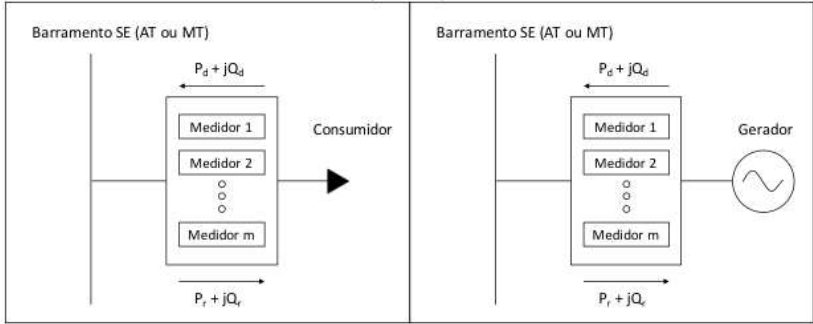 Barramento SE (AT ou MT)
P_d + jQ_d
Medidor 1
Medidor 2
Medidor m
Consumidor
P_r + jQ_r
Barramento SE (AT ou MT)
P_d + jQ_d
Medidor 1
Medidor 2
Medidor m
Gerador
P_r + jQ_r